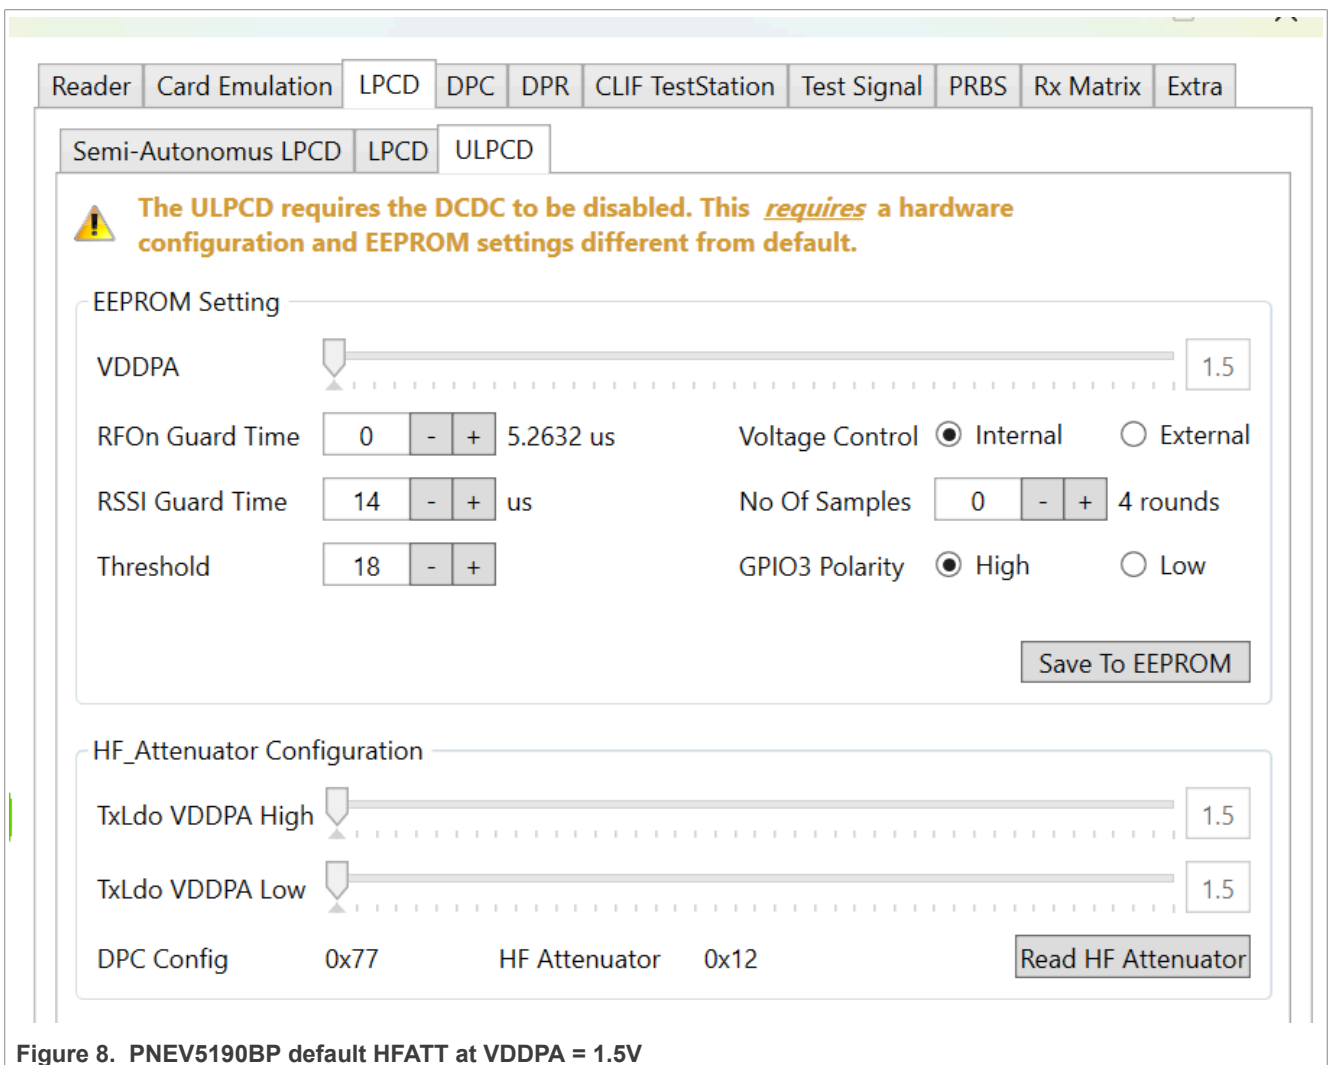 Reader Card Emulation LPCD DPC DPR CLIF TestStation Test Signal PRBS Rx Matrix Extra
Semi-Autonomus LPCD LPCD ULPCD
The ULPCD requires the DCDC to be disabled. This requires a hardware
configuration and EEPROM settings different from default.
EEPROM Setting
VDDPA 1.5
RFOn Guard Time 0 - + 5.2632 us Voltage Control Internal External
RSSI Guard Time 14 - + us No Of Samples 0 - + 4 rounds
Threshold 18 - + GPIO3 Polarity High Low
Save To EEPROM
HF_Attenuator Configuration
TxLdo VDDPA High 1.5
TxLdo VDDPA Low 1.5
DPC Config 0x77 HF Attenuator 0x12 Read HF Attenuator
Figure 8. PNEV5190BP default HFATT at VDDPA = 1.5V